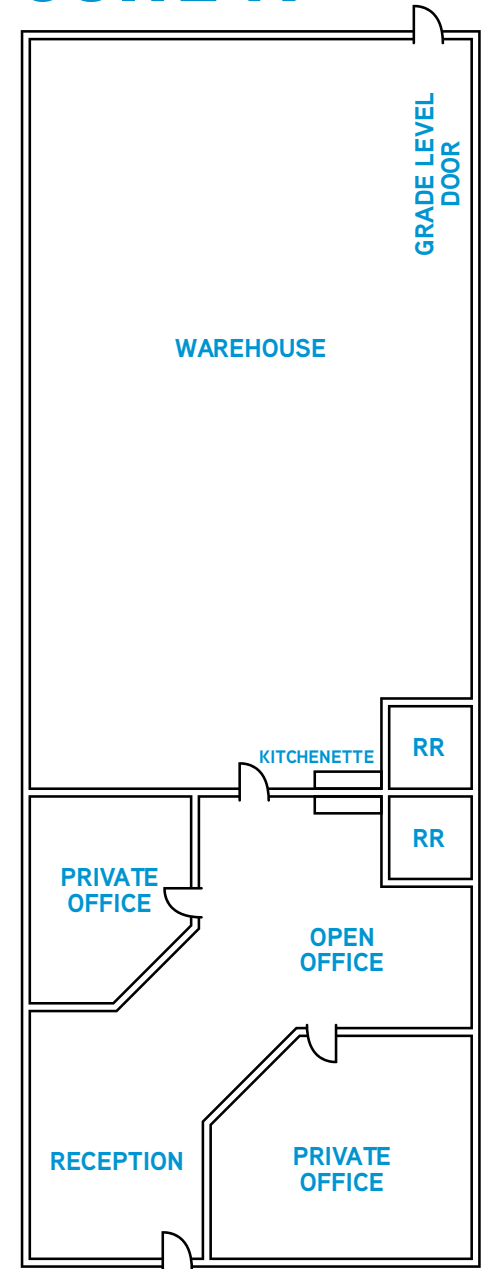 GRADE LEVEL
DOOR
WAREHOUSE
KITCHENETTE
RR
RR
PRIVATE
OFFICE
OPEN
OFFICE
RECEPTION
PRIVATE
OFFICE